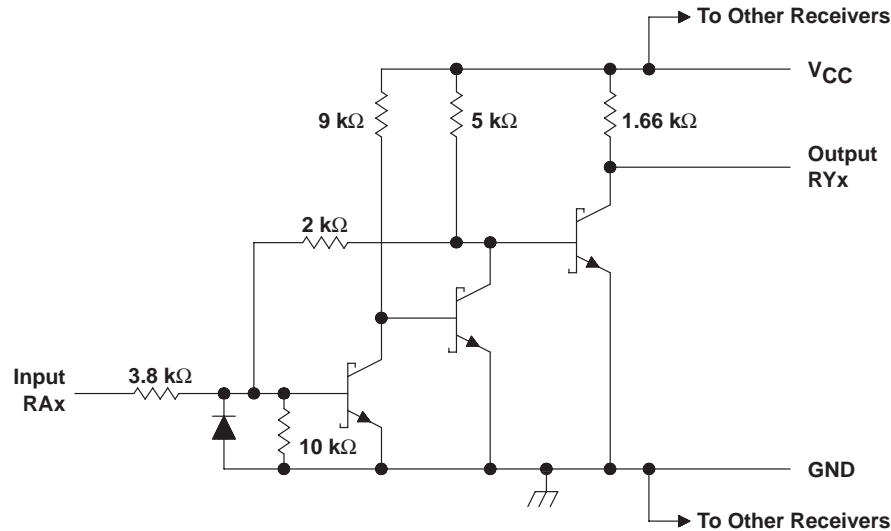 To Other Receivers
VCC
9 kΩ
5 kΩ
1.66 kΩ
Output
RYx
2 kΩ
Input
RAx
3.8 kΩ
10 kΩ
GND
To Other Receivers